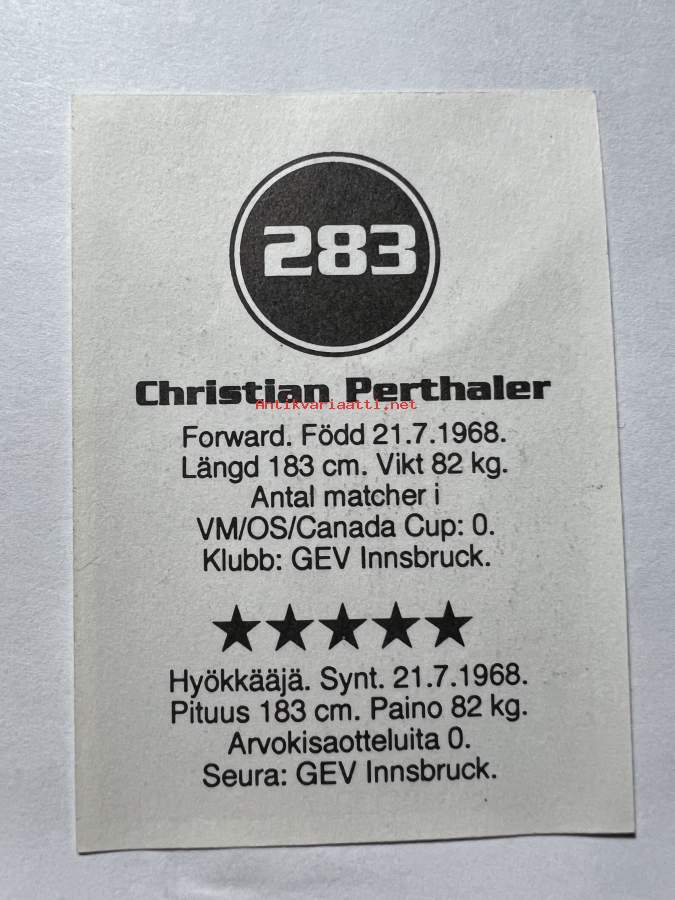 283
Christian Perthaler
Antikvariaatti.net
Forward. Född 21.7.1968.
Längd 183 cm. Vikt 82 kg.
Antal matcher i
VM/OS/Canada Cup: 0.
Klubb: GEV Innsbruck.
Hyökkääjä. Synt. 21.7.1968.
Pituus 183 cm. Paino 82 kg.
Arvokisaotteluita 0.
Seura: GEV Innsbruck.